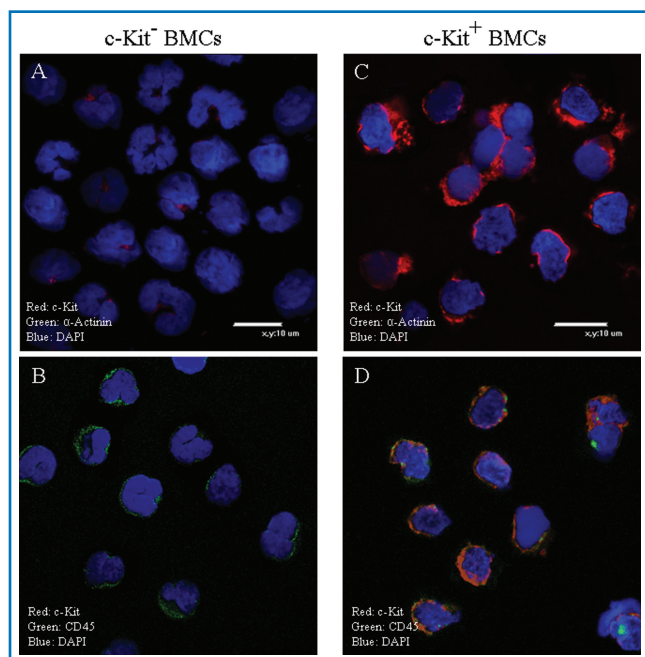 c-Kit⁻ BMCs
c-Kit⁺ BMCs
A
Red: c-Kit
Green: α-Actinin
Blue: DAPI
x,y:10 um
C
Red: c-Kit
Green: α-Actinin
Blue: DAPI
x,y:10 um
B
Red: c-Kit
Green: CD45
Blue: DAPI
D
Red: c-Kit
Green: CD45
Blue: DAPI